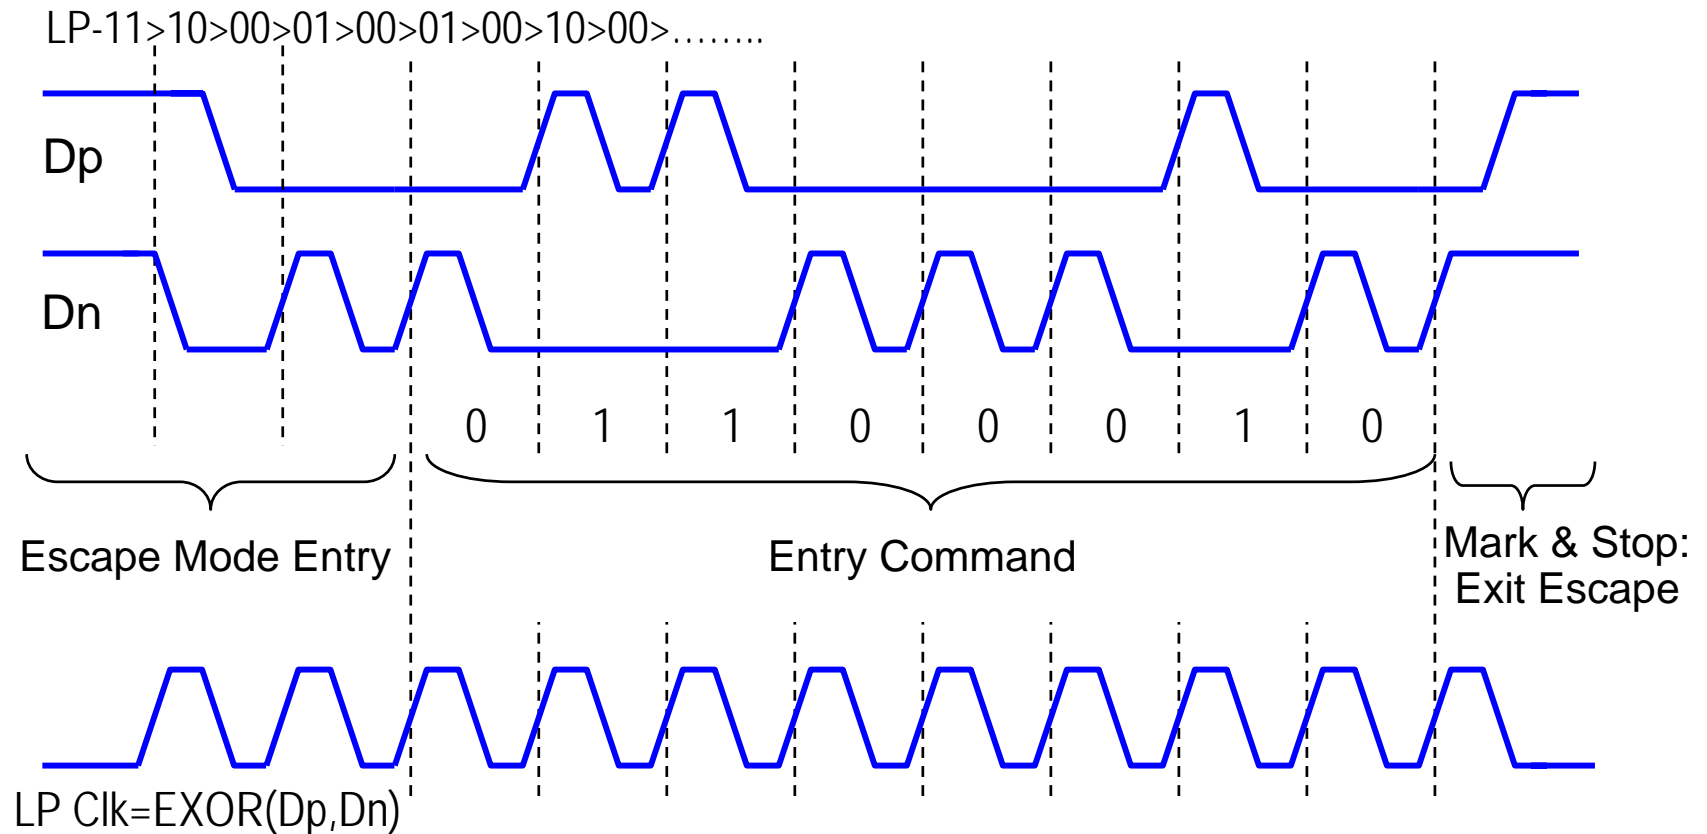 LP-11>10>00>01>00>01>00>10>00>........
Dp
Dn
0 1 1 0 0 0 1 0
Escape Mode Entry
Entry Command
Mark & Stop:
Exit Escape
LP Clk=EXOR(Dp,Dn)